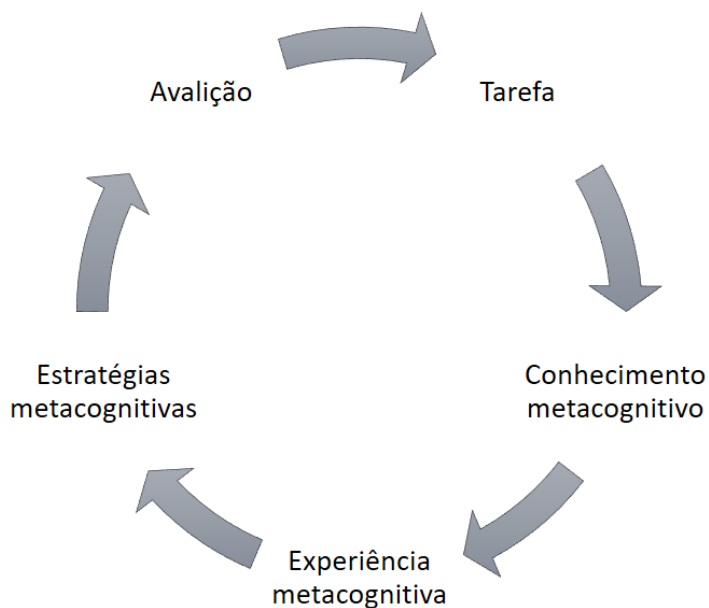 Avalição
Tarefa
Estratégias
metacognitivas
Conhecimento
metacognitivo
Experiência
metacognitiva